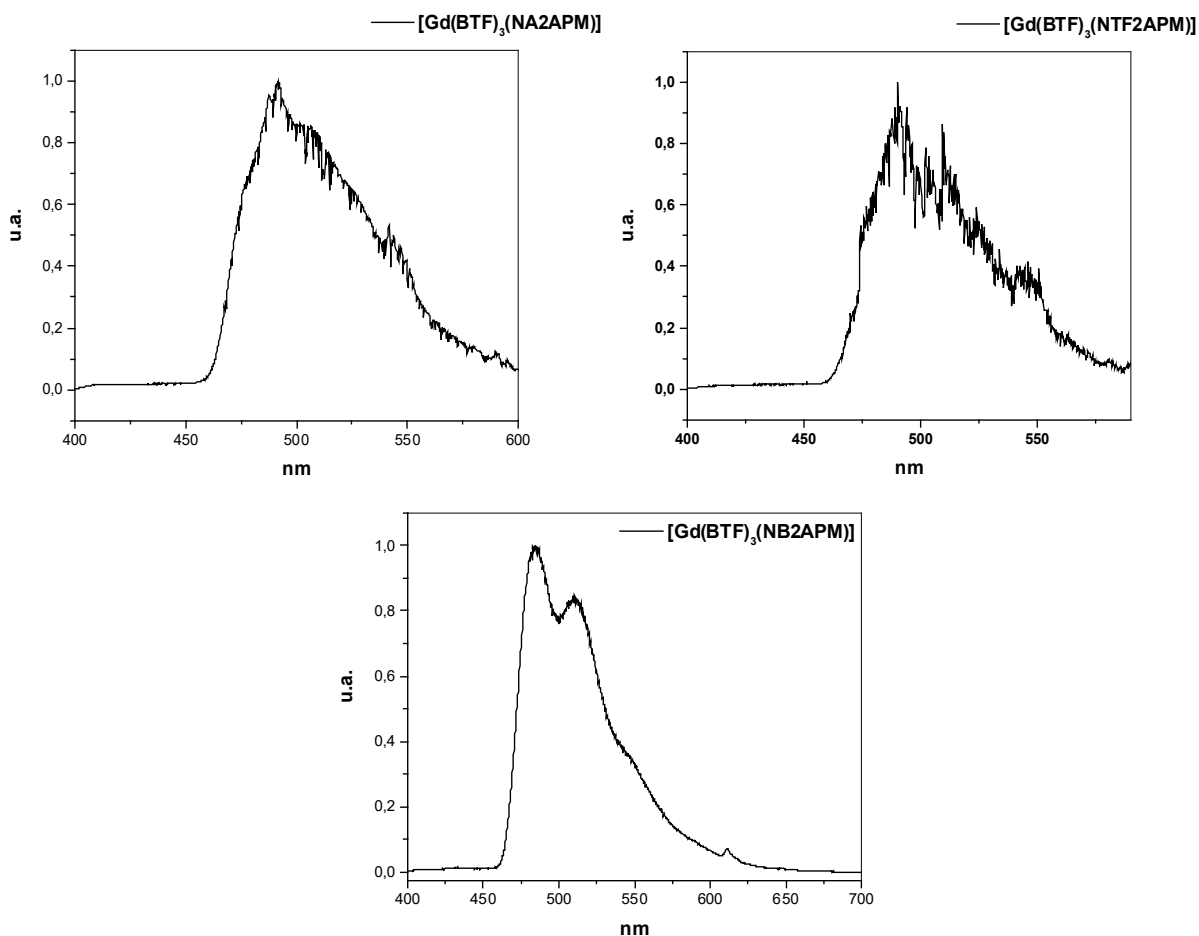 [Gd(BTF)₃(NA2APM)]
1,0
0,8
0,6
0,4
0,2
0,0
u.a.
400 450 500 550 600
nm
[Gd(BTF)₃(NTF2APM)]
1,0
0,8
0,6
0,4
0,2
0,0
u.a.
400 450 500 550
nm
[Gd(BTF)₃(NB2APM)]
1,0
0,8
0,6
0,4
0,2
0,0
u.a.
400 450 500 550 600 650 700
nm